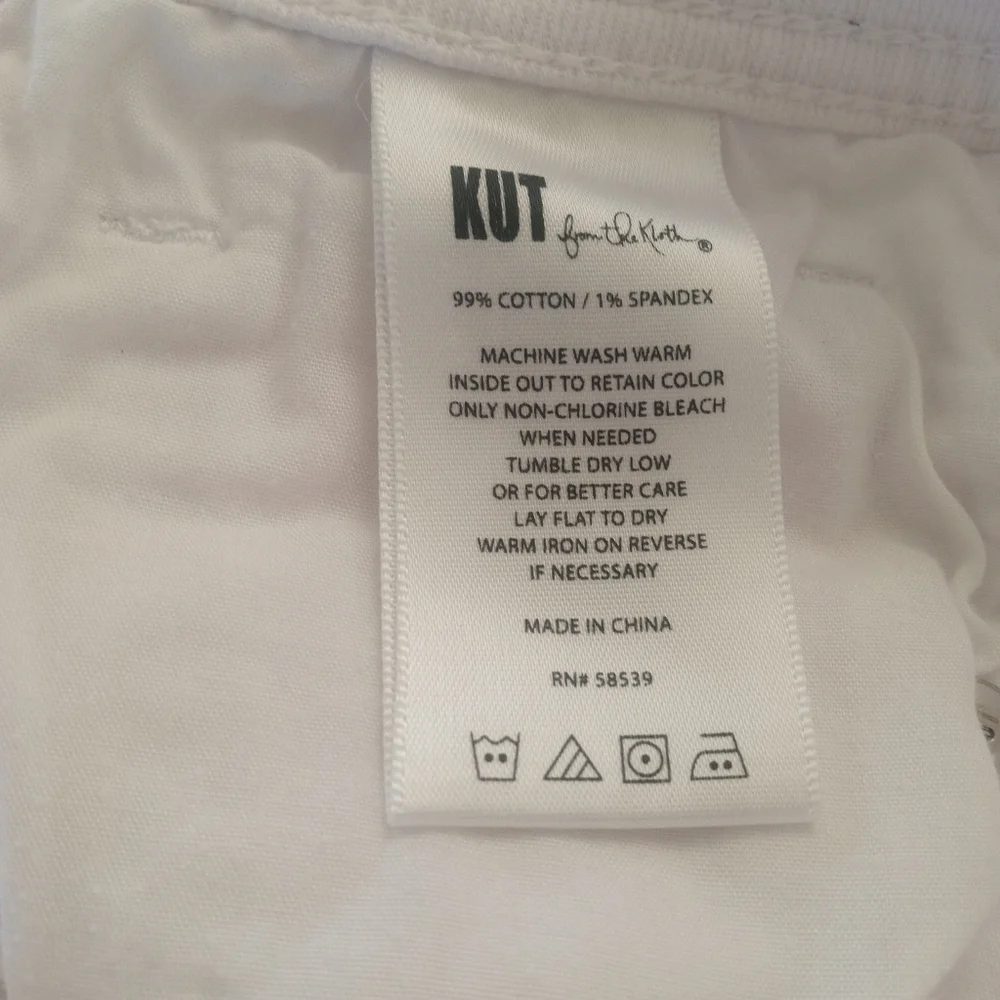 KUT from the Kloth®
99% COTTON / 1% SPANDEX
MACHINE WASH WARM
INSIDE OUT TO RETAIN COLOR
ONLY NON-CHLORINE BLEACH
WHEN NEEDED
TUMBLE DRY LOW
OR FOR BETTER CARE
LAY FLAT TO DRY
WARM IRON ON REVERSE
IF NECESSARY
MADE IN CHINA
RN# 58539